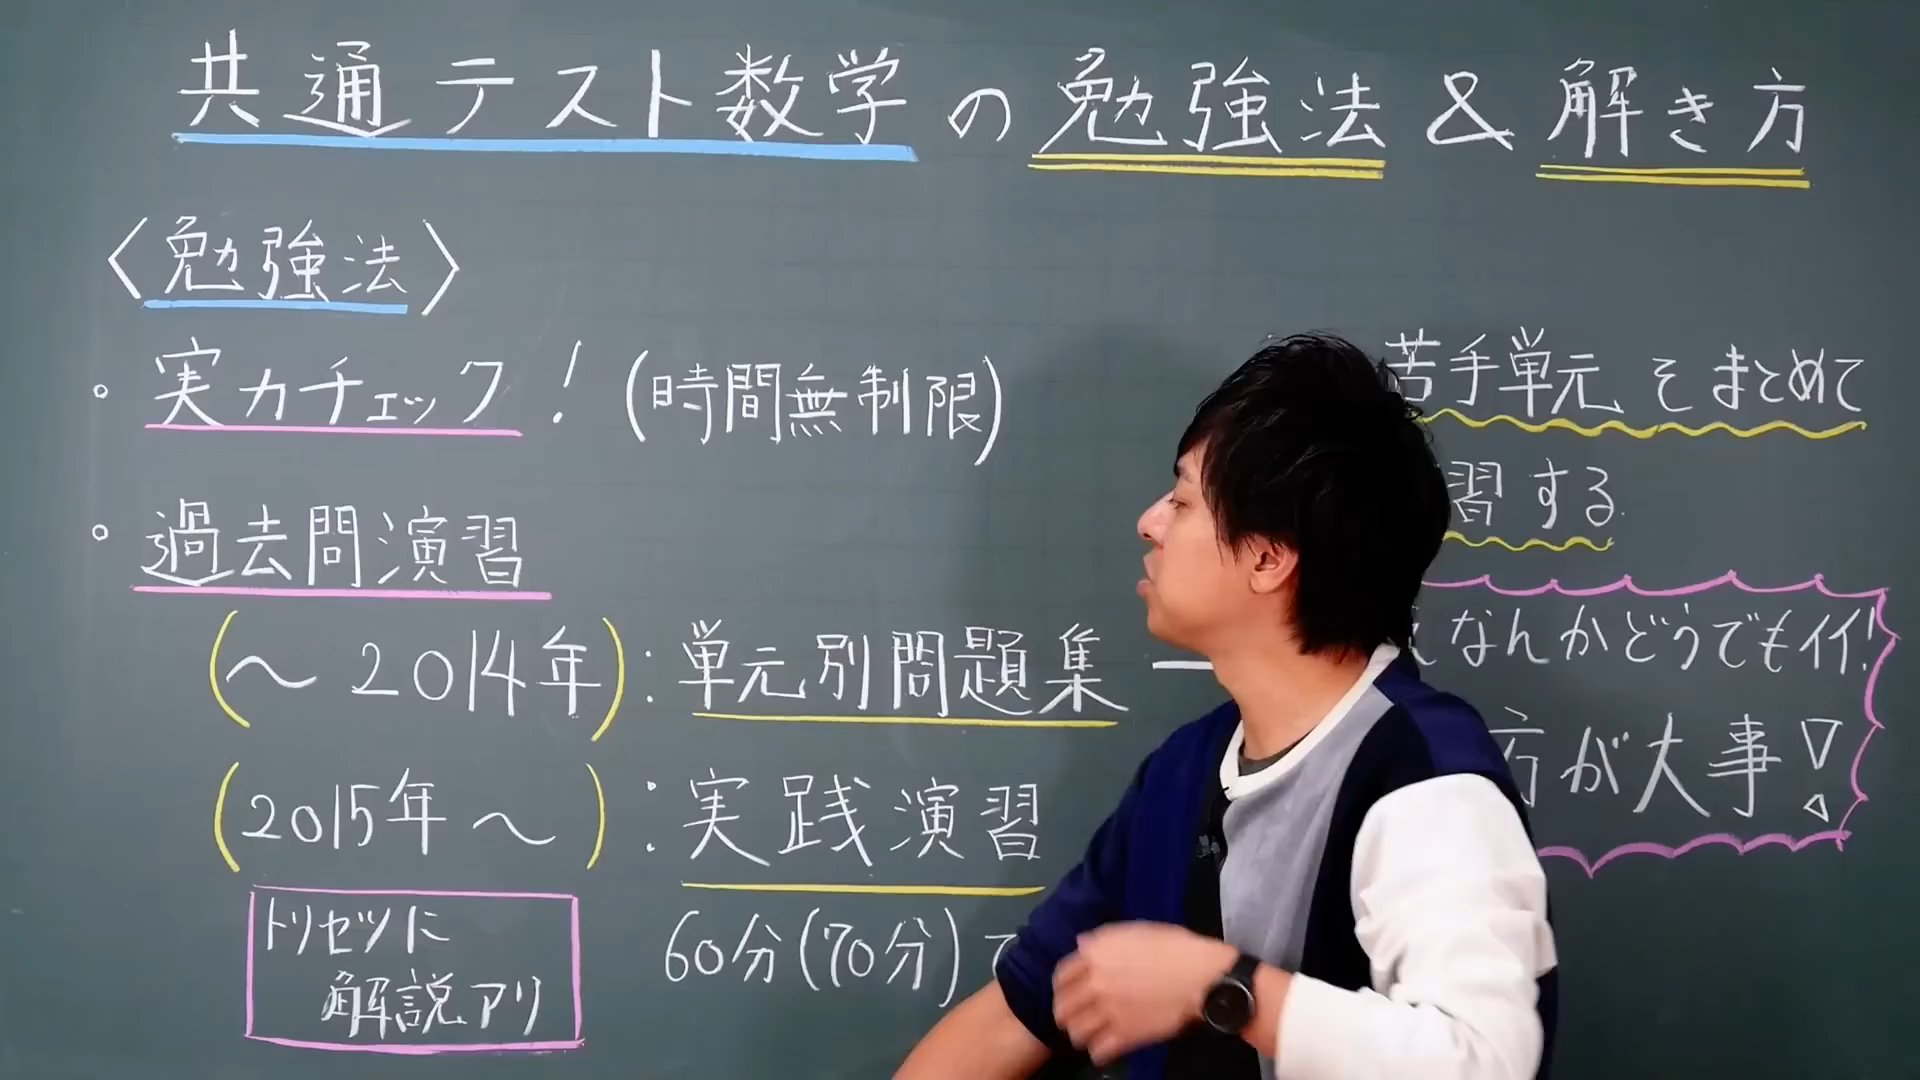 共通テスト数学の勉強法&解き方
〈勉強法〉
・実力チェック!(時間無制限)
・過去問演習
(〜2014年):単元別問題集
(2015年〜):実践演習
60分(70分)
トリセツに
解説アリ
苦手単元をまとめて
習する
なんかどうでもイイ!
方が大事!